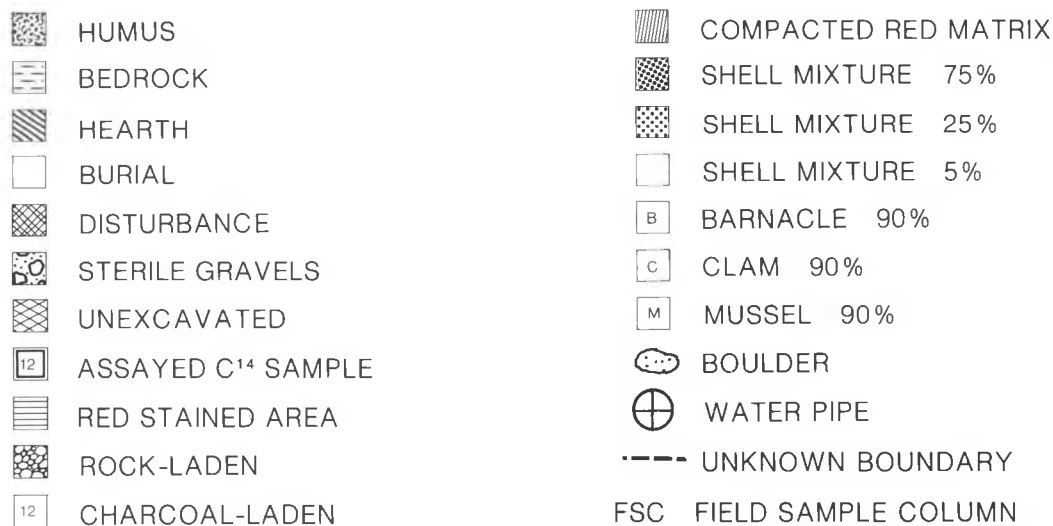 HUMUS
BEDROCK
HEARTH
BURIAL
DISTURBANCE
STERILE GRAVELS
UNEXCAVATED
12 ASSAYED C¹⁴ SAMPLE
RED STAINED AREA
ROCK-LADEN
12 CHARCOAL-LADEN
COMPACTED RED MATRIX
SHELL MIXTURE 75%
SHELL MIXTURE 25%
SHELL MIXTURE 5%
B BARNACLE 90%
C CLAM 90%
M MUSSEL 90%
BOULDER
WATER PIPE
UNKNOWN BOUNDARY
FSC FIELD SAMPLE COLUMN